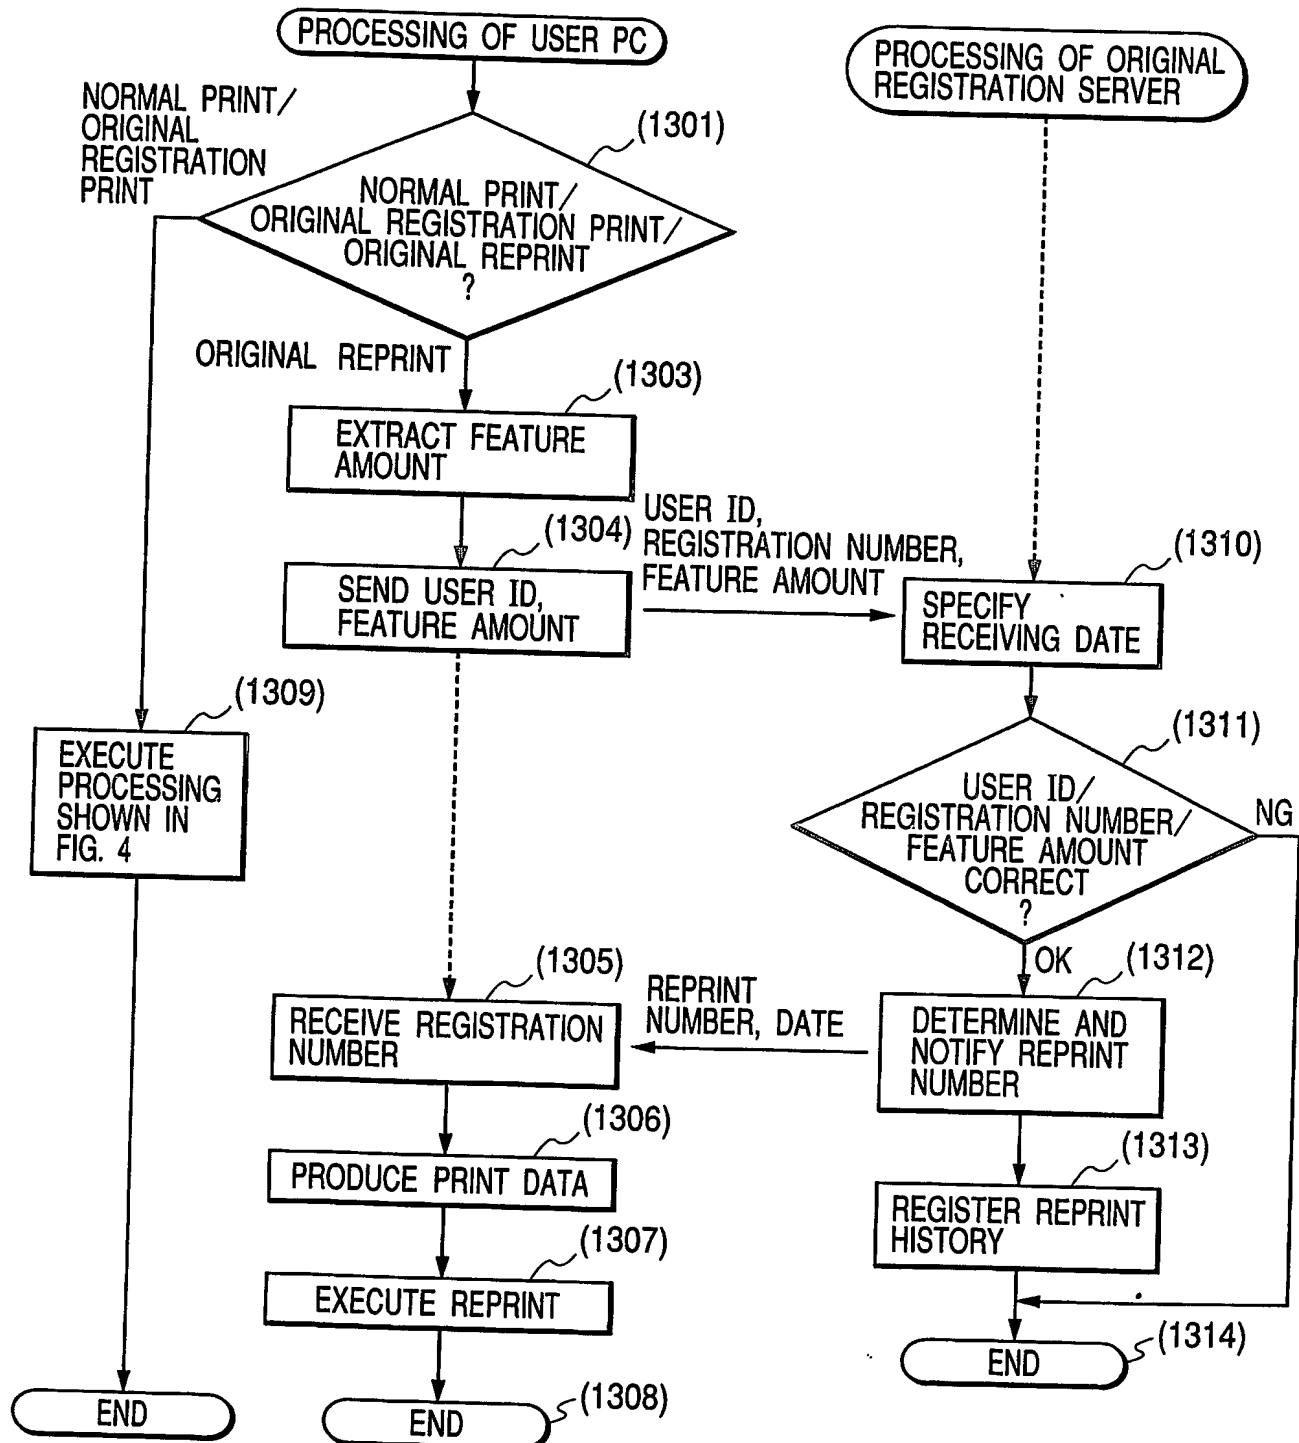 PROCESSING OF USER PC
PROCESSING OF ORIGINAL
REGISTRATION SERVER
NORMAL PRINT/
ORIGINAL
REGISTRATION
PRINT
(1301)
NORMAL PRINT/
ORIGINAL REGISTRATION PRINT/
ORIGINAL REPRINT
?
ORIGINAL REPRINT
(1303)
EXTRACT FEATURE
AMOUNT
(1304)
SEND USER ID,
FEATURE AMOUNT
USER ID,
REGISTRATION NUMBER,
FEATURE AMOUNT
(1310)
SPECIFY
RECEIVING DATE
(1309)
EXECUTE
PROCESSING
SHOWN IN
FIG. 4
(1311)
USER ID/
REGISTRATION NUMBER/
FEATURE AMOUNT
CORRECT
?
NG
OK
(1305)
RECEIVE REGISTRATION
NUMBER
REPRINT
NUMBER, DATE
(1312)
DETERMINE AND
NOTIFY REPRINT
NUMBER
(1306)
PRODUCE PRINT DATA
(1313)
REGISTER REPRINT
HISTORY
(1307)
EXECUTE REPRINT
(1314)
END
END
END
(1308)